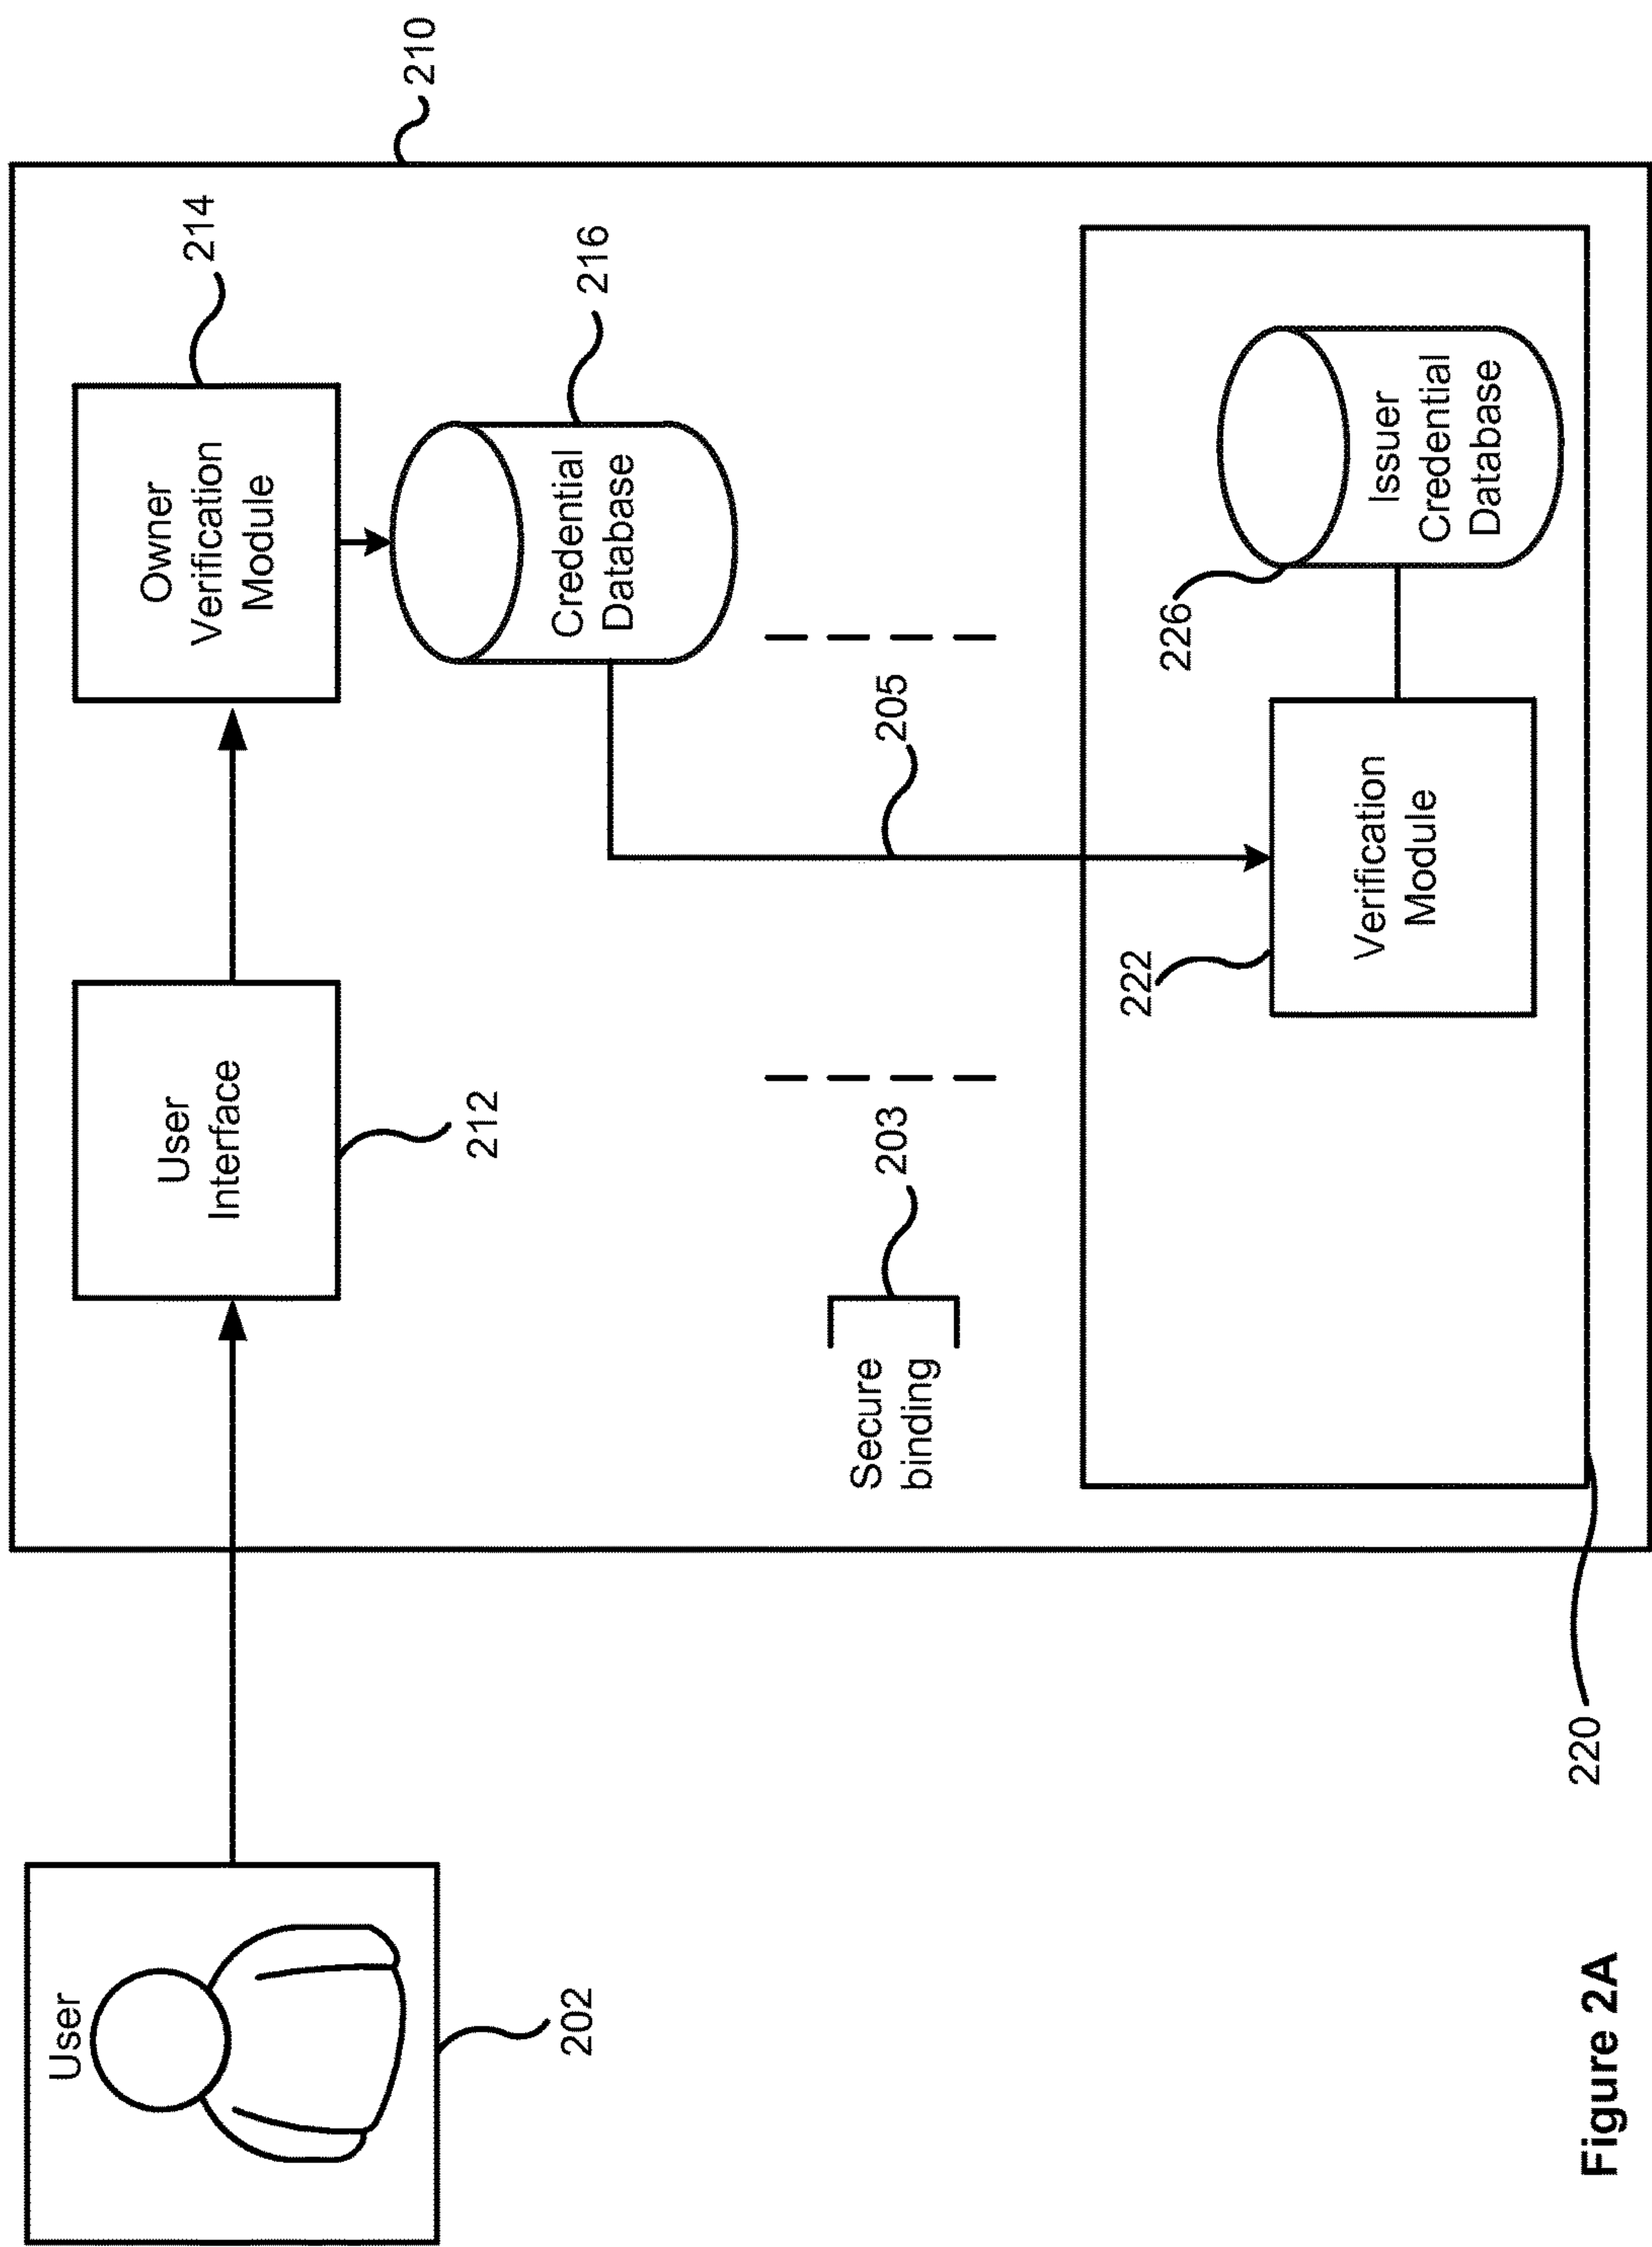 User
202
User
Interface
212
Owner
Verification
Module
214
210
Credential
Database
216
Secure
binding
203
205
222
Verification
Module
226
Issuer
Credential
Database
220
Figure 2A